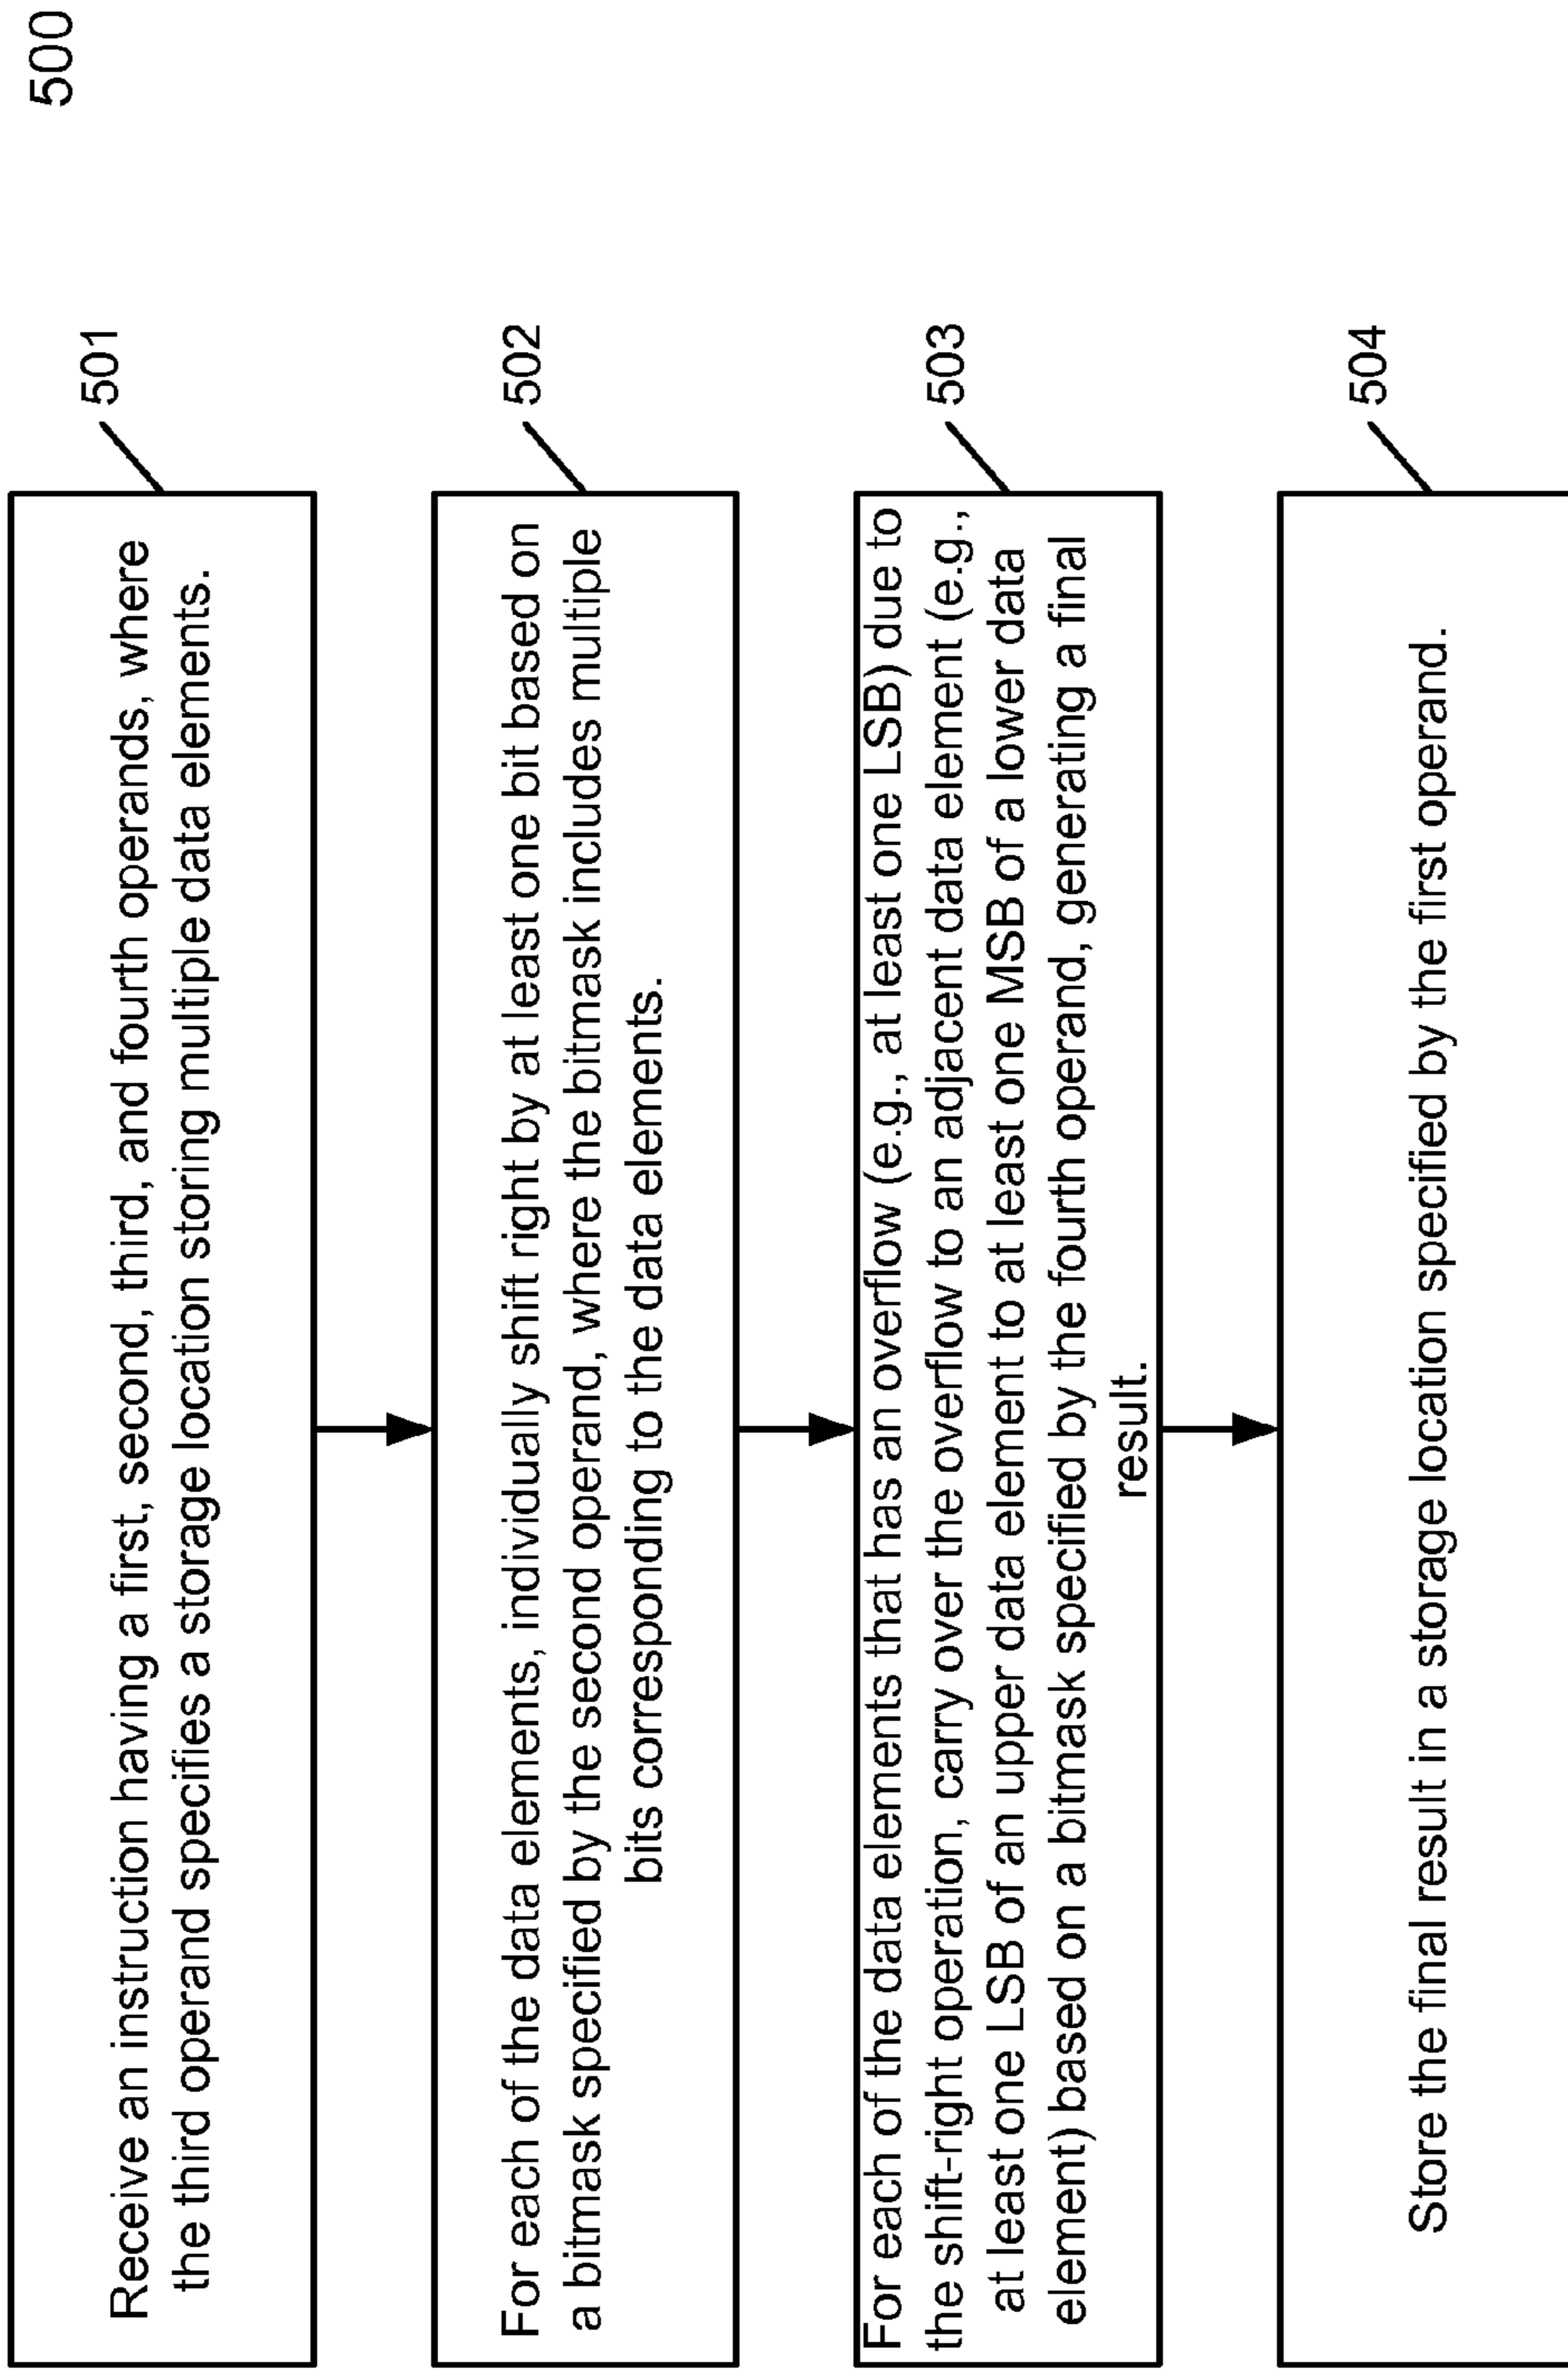 500
Receive an instruction having a first, second, third, and fourth operands, where
the third operand specifies a storage location storing multiple data elements.
501
For each of the data elements, individually shift right by at least one bit based on
a bitmask specified by the second operand, where the bitmask includes multiple
bits corresponding to the data elements.
502
For each of the data elements that has an overflow (e.g., at least one LSB) due to
the shift-right operation, carry over the overflow to an adjacent data element (e.g.,
at least one LSB of an upper data element to at least one MSB of a lower data
element) based on a bitmask specified by the fourth operand, generating a final
result.
503
Store the final result in a storage location specified by the first operand.
504